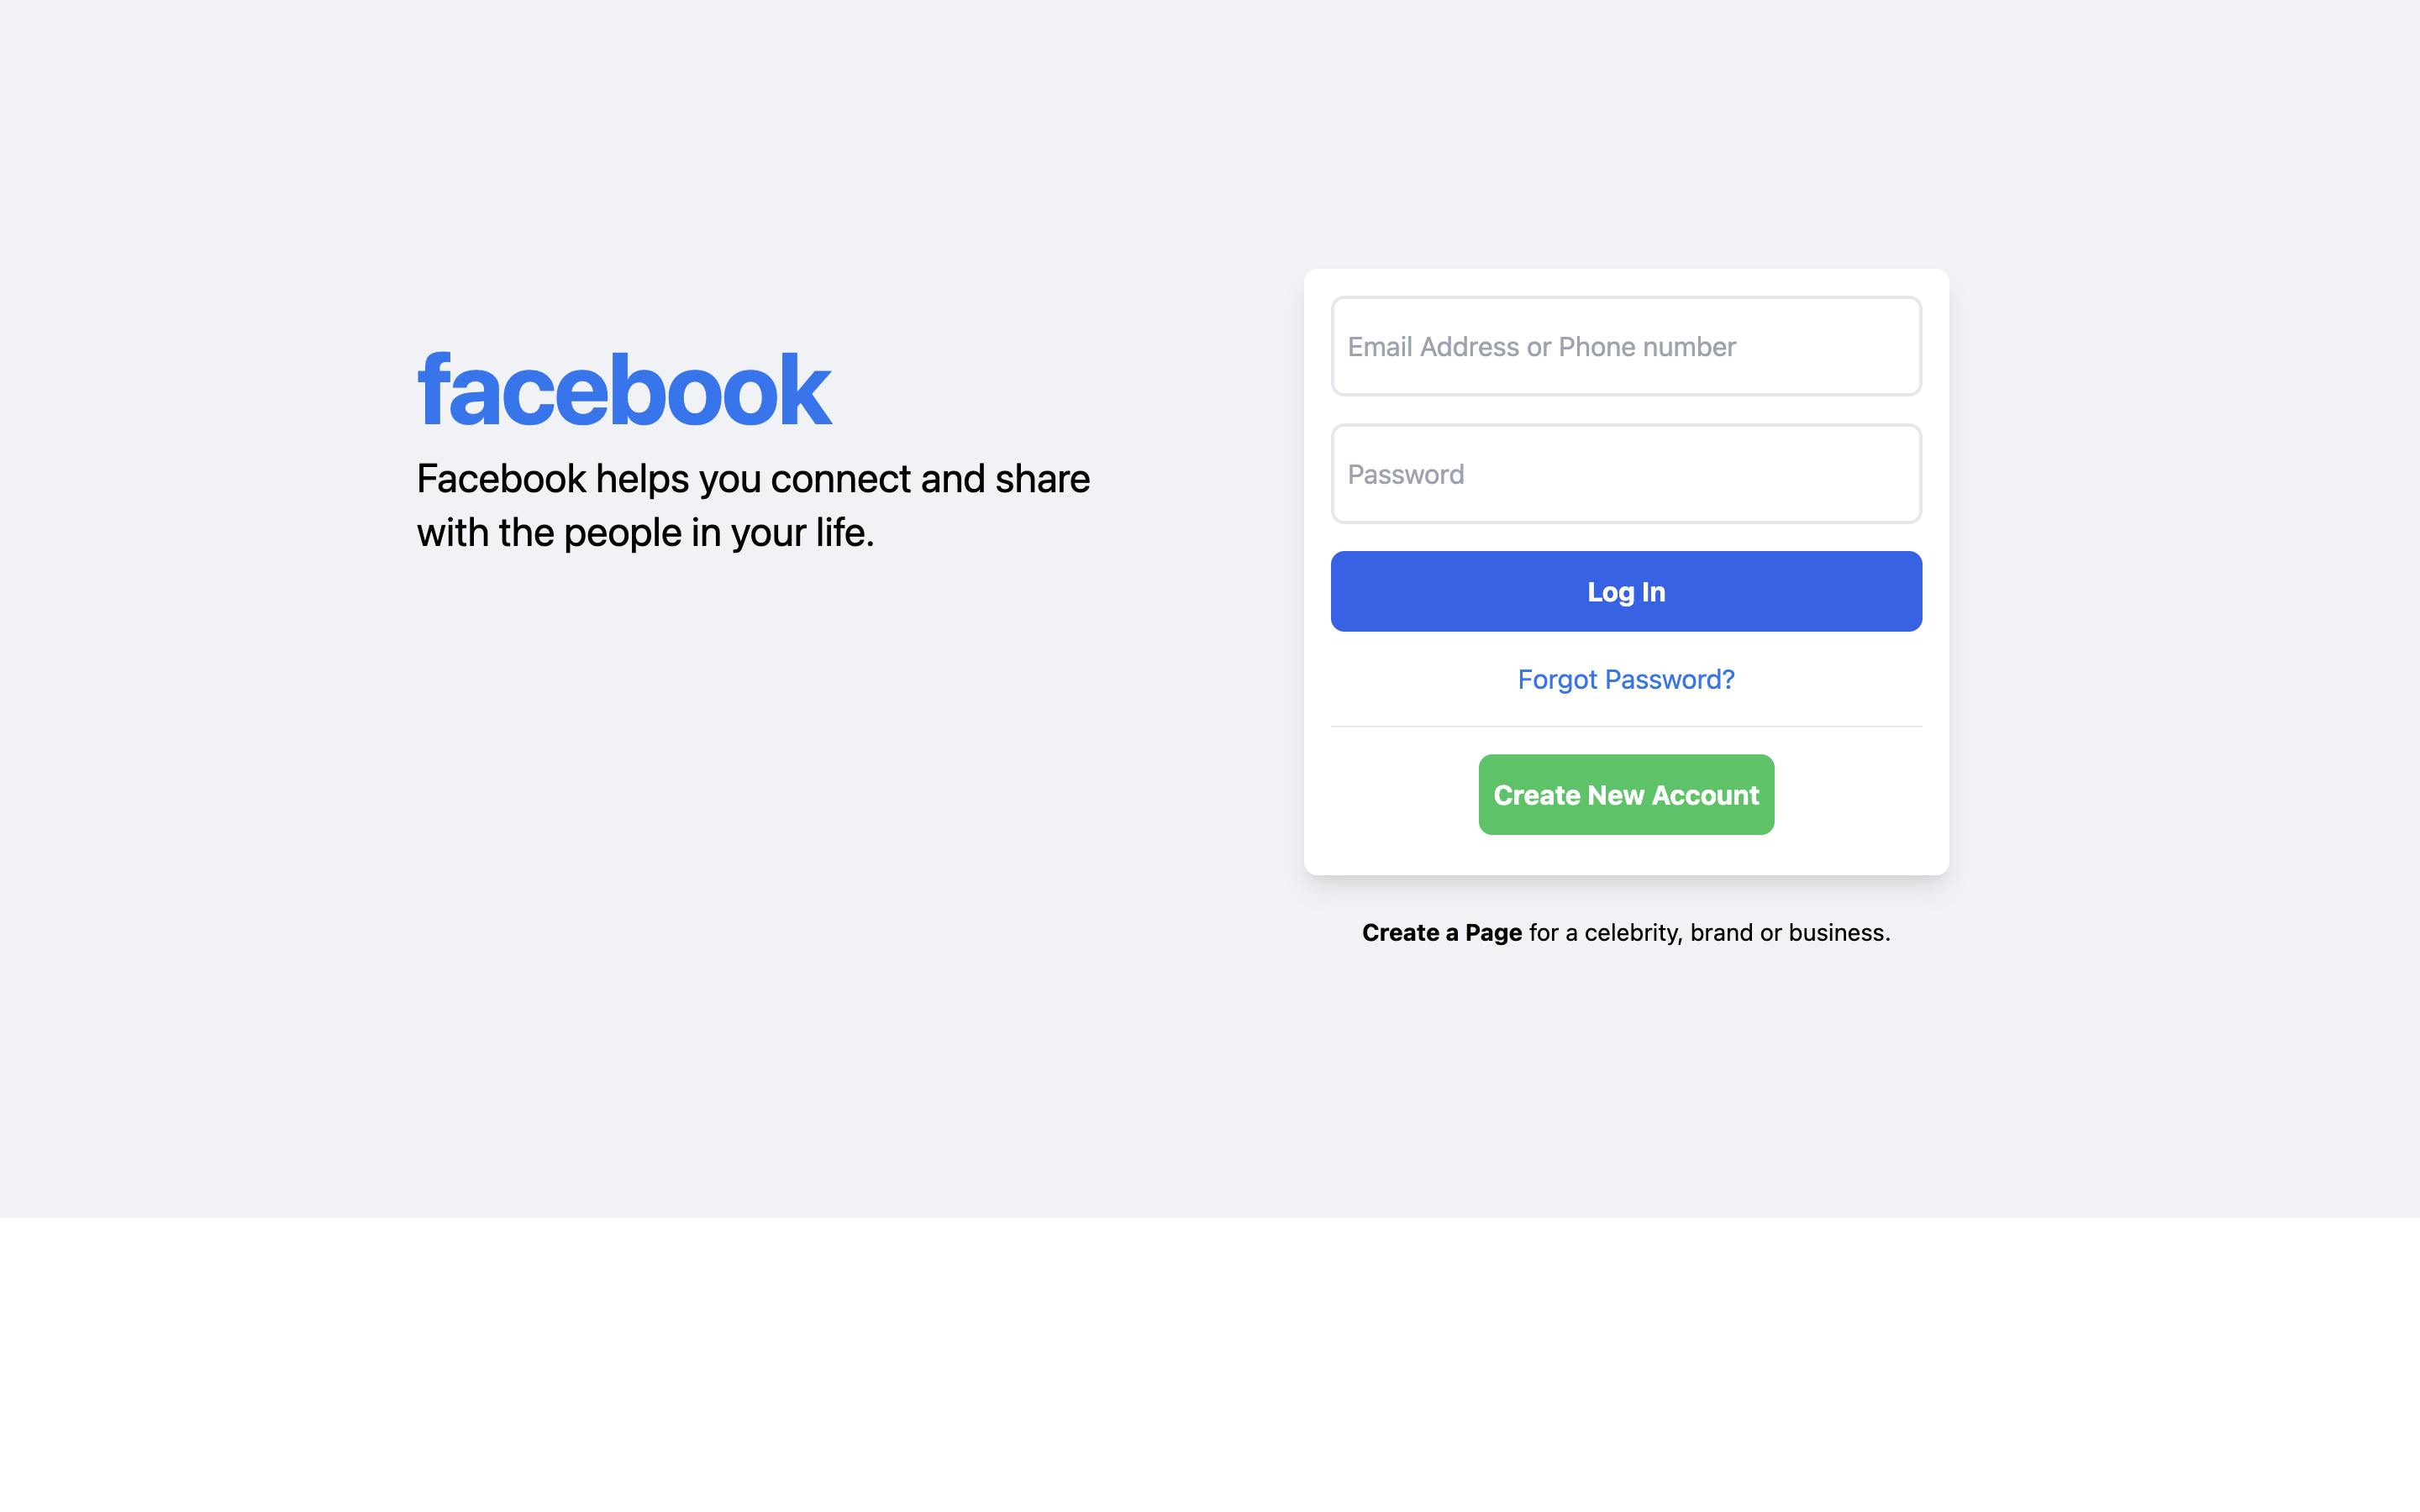 facebook
Facebook helps you connect and share
with the people in your life.
Email Address or Phone number
Password
Log In
Forgot Password?
Create New Account
Create a Page for a celebrity, brand or business.